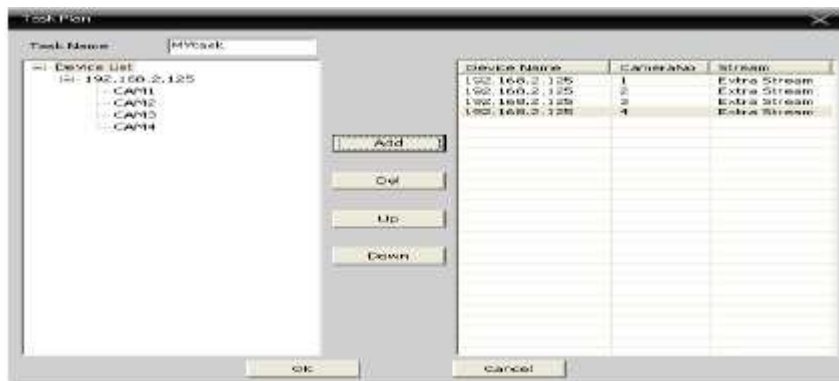 Task Plan
Task Name MYtask
Device List
192.168.2.125
CAM1
CAM2
CAM3
CAM4
Add
Del
Up
Down
Device Name CameraNo Stream
192.168.2.125 1 Extra Stream
192.168.2.125 2 Extra Stream
192.168.2.125 3 Extra Stream
192.168.2.125 4 Extra Stream
OK Cancel